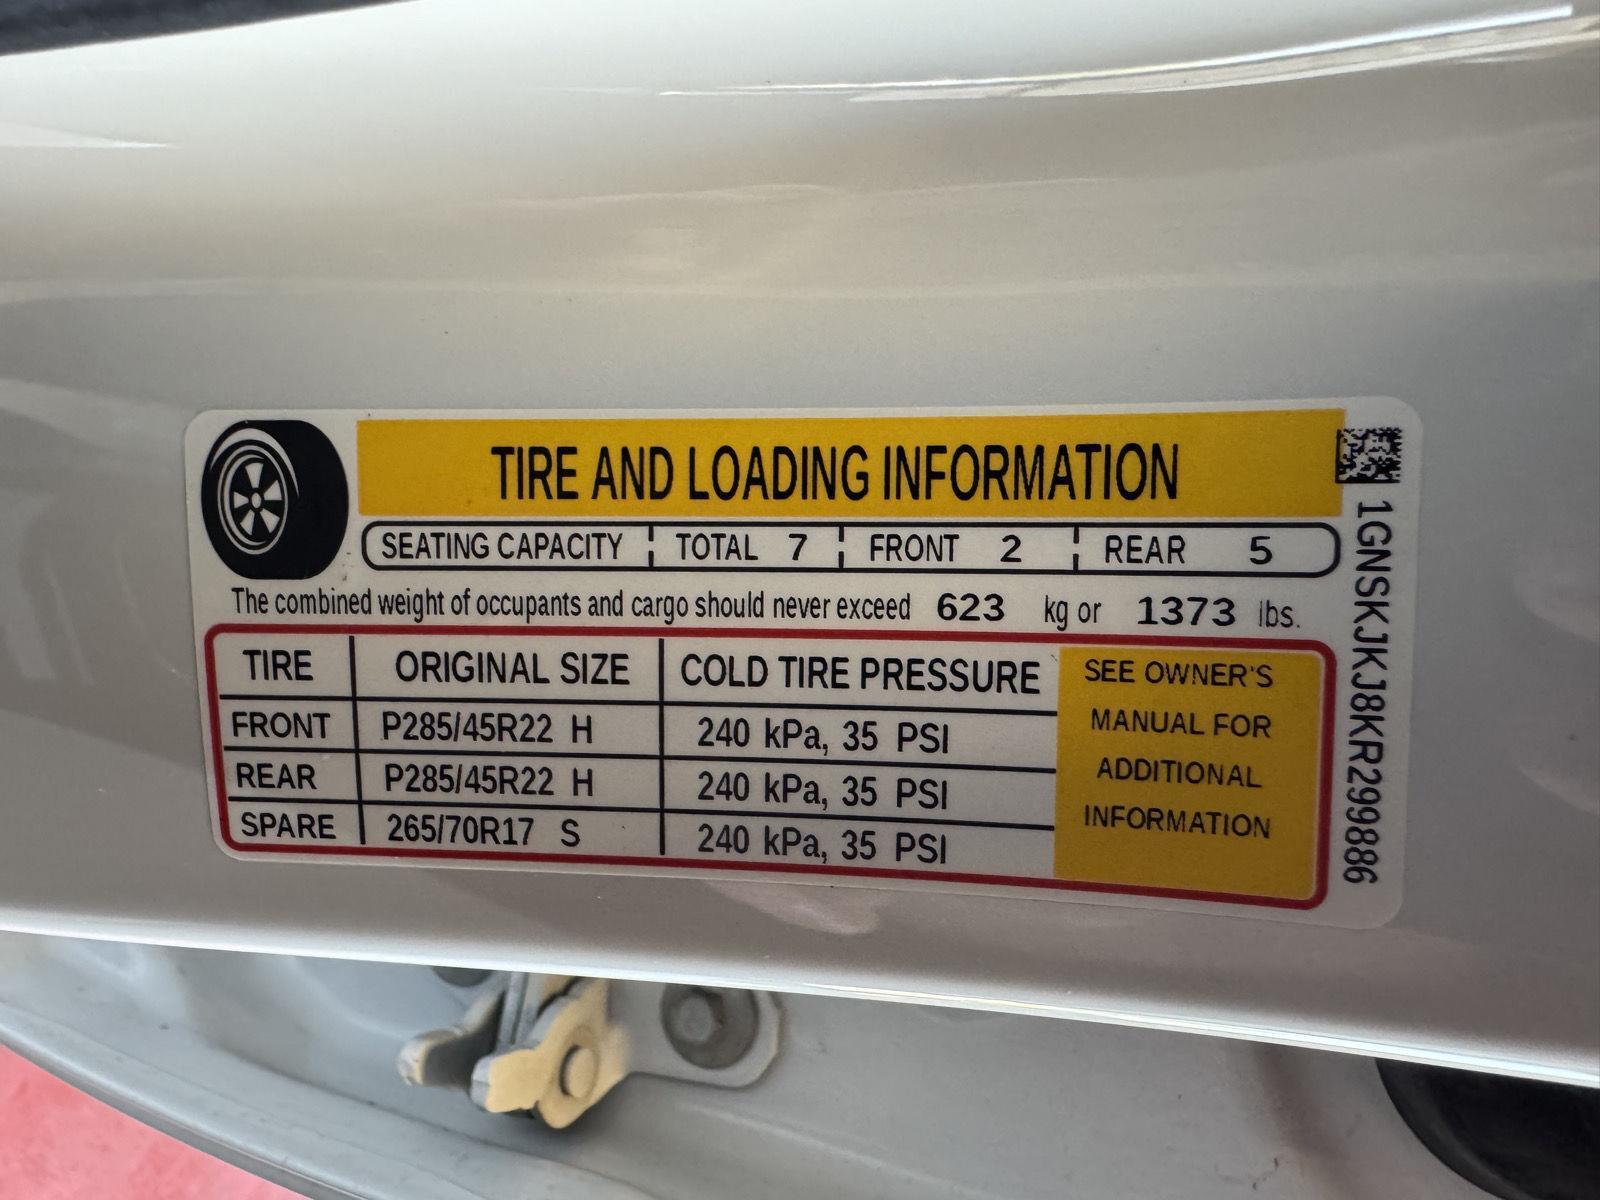 TIRE AND LOADING INFORMATION
SEATING CAPACITY TOTAL 7 FRONT 2 REAR 5
The combined weight of occupants and cargo should never exceed 623 kg or 1373 lbs.
TIRE ORIGINAL SIZE COLD TIRE PRESSURE
FRONT P285/45R22 H 240 kPa, 35 PSI
REAR P285/45R22 H 240 kPa, 35 PSI
SPARE 265/70R17 S 240 kPa, 35 PSI
SEE OWNER'S
MANUAL FOR
ADDITIONAL
INFORMATION
1GNSKJKJ8KR299886